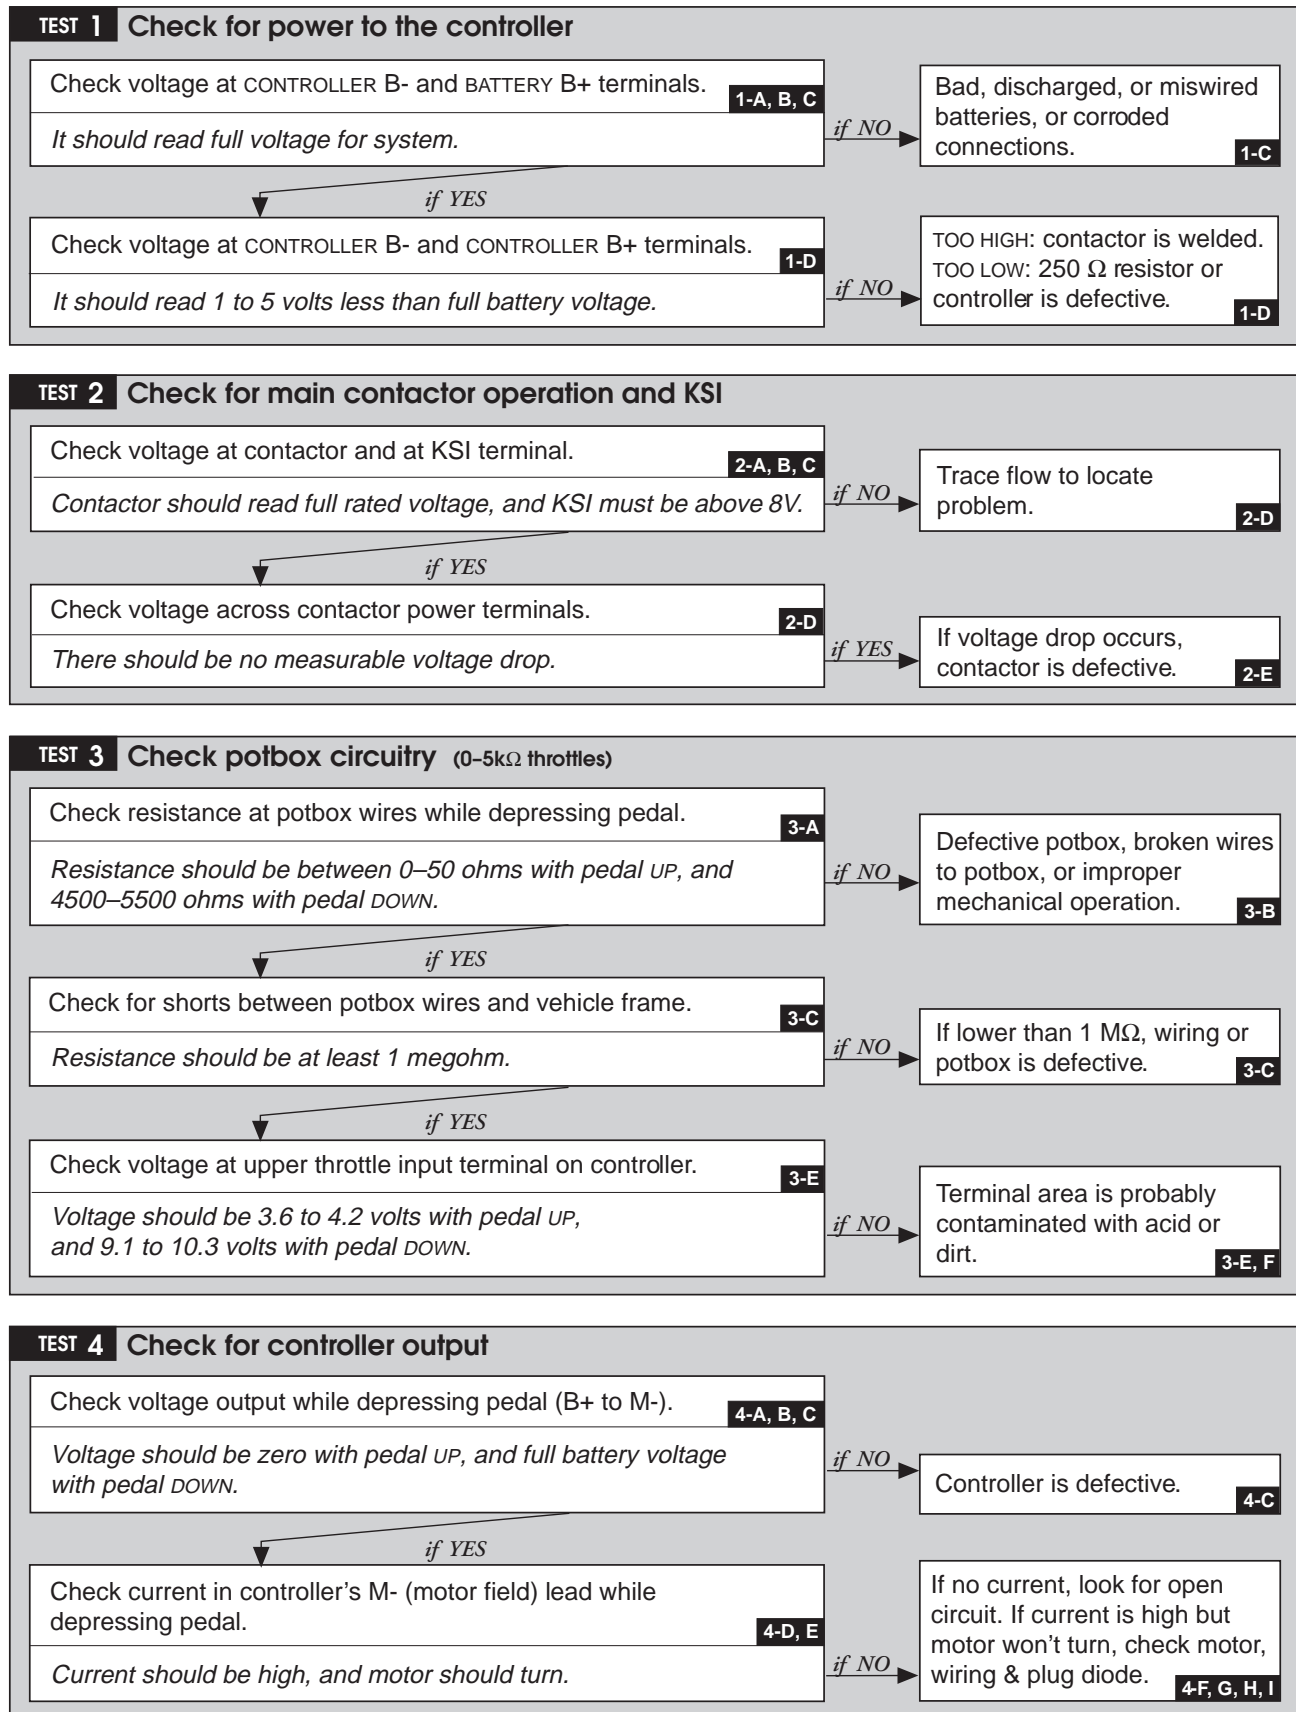 TEST 1 Check for power to the controller
Check voltage at CONTROLLER B- and BATTERY B+ terminals.
1-A, B, C
It should read full voltage for system.
if NO
Bad, discharged, or miswired
batteries, or corroded
connections.
1-C
if YES
Check voltage at CONTROLLER B- and CONTROLLER B+ terminals.
1-D
It should read 1 to 5 volts less than full battery voltage.
if NO
TOO HIGH: contactor is welded.
TOO LOW: 250 Ω resistor or
controller is defective.
1-D
TEST 2 Check for main contactor operation and KSI
Check voltage at contactor and at KSI terminal.
2-A, B, C
Contactor should read full rated voltage, and KSI must be above 8V.
if NO
Trace flow to locate
problem.
2-D
if YES
Check voltage across contactor power terminals.
2-D
There should be no measurable voltage drop.
if YES
If voltage drop occurs,
contactor is defective.
2-E
TEST 3 Check potbox circuitry (0–5kΩ throttles)
Check resistance at potbox wires while depressing pedal.
3-A
Resistance should be between 0–50 ohms with pedal UP, and
4500–5500 ohms with pedal DOWN.
if NO
Defective potbox, broken wires
to potbox, or improper
mechanical operation.
3-B
if YES
Check for shorts between potbox wires and vehicle frame.
3-C
Resistance should be at least 1 megohm.
if NO
If lower than 1 MΩ, wiring or
potbox is defective.
3-C
if YES
Check voltage at upper throttle input terminal on controller.
3-E
Voltage should be 3.6 to 4.2 volts with pedal UP,
and 9.1 to 10.3 volts with pedal DOWN.
if NO
Terminal area is probably
contaminated with acid or
dirt.
3-E, F
TEST 4 Check for controller output
Check voltage output while depressing pedal (B+ to M-).
4-A, B, C
Voltage should be zero with pedal UP, and full battery voltage
with pedal DOWN.
if NO
Controller is defective.
4-C
if YES
Check current in controller’s M- (motor field) lead while
depressing pedal.
4-D, E
Current should be high, and motor should turn.
if NO
If no current, look for open
circuit. If current is high but
motor won’t turn, check motor,
wiring & plug diode.
4-F, G, H, I